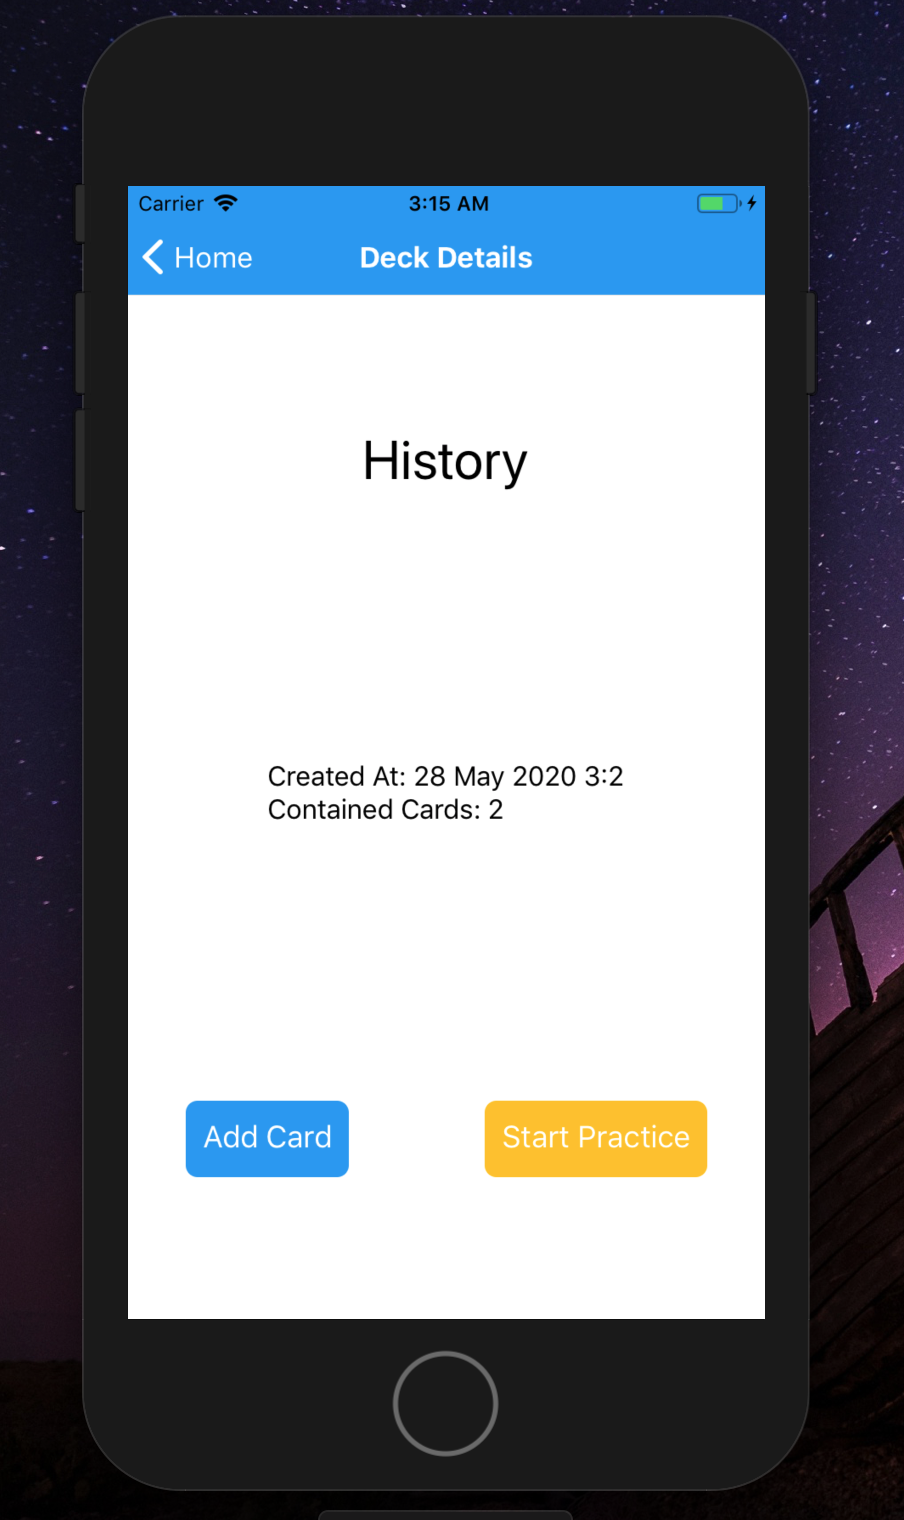 Carrier 3:15 AM
Home Deck Details
History
Created At: 28 May 2020 3:2
Contained Cards: 2
Add Card Start Practice